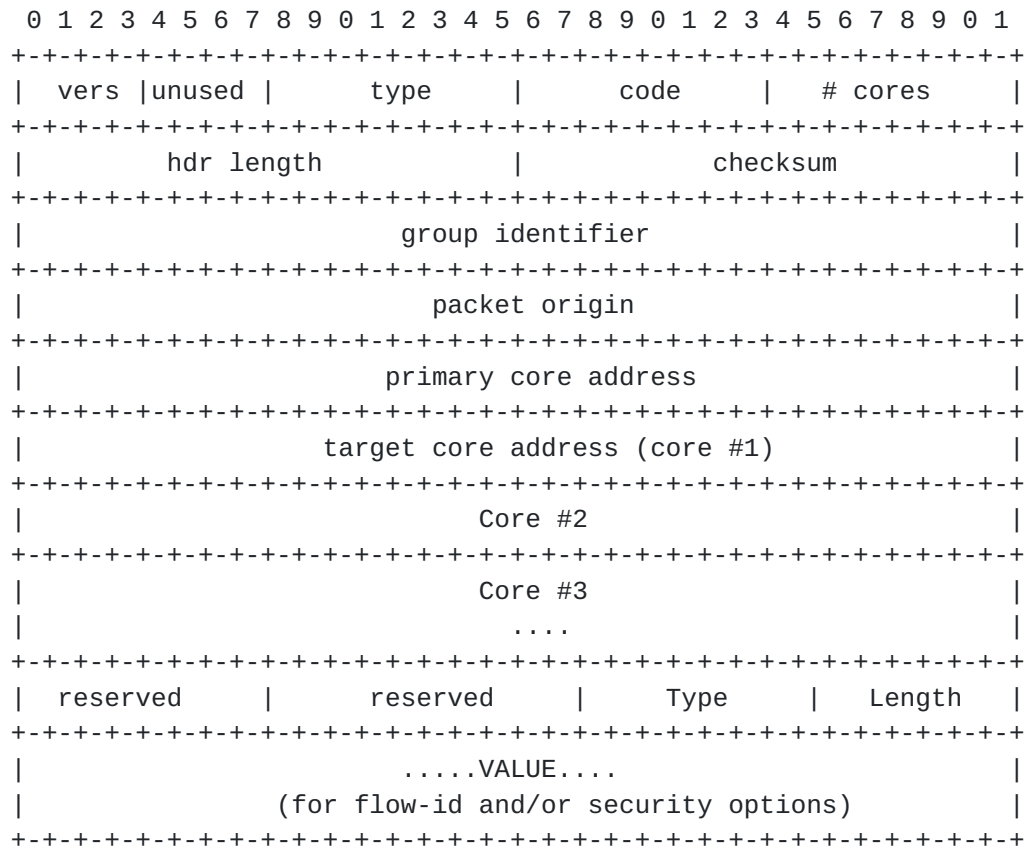 0 1 2 3 4 5 6 7 8 9 0 1 2 3 4 5 6 7 8 9 0 1 2 3 4 5 6 7 8 9 0 1
+-+-+-+-+-+-+-+-+-+-+-+-+-+-+-+-+-+-+-+-+-+-+-+-+-+-+-+-+-+-+-+-+
|  vers |unused |      type     |      code     |   # cores     |
+-+-+-+-+-+-+-+-+-+-+-+-+-+-+-+-+-+-+-+-+-+-+-+-+-+-+-+-+-+-+-+-+
|         hdr length            |            checksum           |
+-+-+-+-+-+-+-+-+-+-+-+-+-+-+-+-+-+-+-+-+-+-+-+-+-+-+-+-+-+-+-+-+
|                        group identifier                       |
+-+-+-+-+-+-+-+-+-+-+-+-+-+-+-+-+-+-+-+-+-+-+-+-+-+-+-+-+-+-+-+-+
|                          packet origin                        |
+-+-+-+-+-+-+-+-+-+-+-+-+-+-+-+-+-+-+-+-+-+-+-+-+-+-+-+-+-+-+-+-+
|                       primary core address                    |
+-+-+-+-+-+-+-+-+-+-+-+-+-+-+-+-+-+-+-+-+-+-+-+-+-+-+-+-+-+-+-+-+
|                   target core address (core #1)               |
+-+-+-+-+-+-+-+-+-+-+-+-+-+-+-+-+-+-+-+-+-+-+-+-+-+-+-+-+-+-+-+-+
|                             Core #2                           |
+-+-+-+-+-+-+-+-+-+-+-+-+-+-+-+-+-+-+-+-+-+-+-+-+-+-+-+-+-+-+-+-+
|                             Core #3                           |
|                               ....                            |
+-+-+-+-+-+-+-+-+-+-+-+-+-+-+-+-+-+-+-+-+-+-+-+-+-+-+-+-+-+-+-+-+
|  reserved     |      reserved     |     Type     |   Length   |
+-+-+-+-+-+-+-+-+-+-+-+-+-+-+-+-+-+-+-+-+-+-+-+-+-+-+-+-+-+-+-+-+
|                        .....VALUE....                         |
|                (for flow-id and/or security options)          |
+-+-+-+-+-+-+-+-+-+-+-+-+-+-+-+-+-+-+-+-+-+-+-+-+-+-+-+-+-+-+-+-+